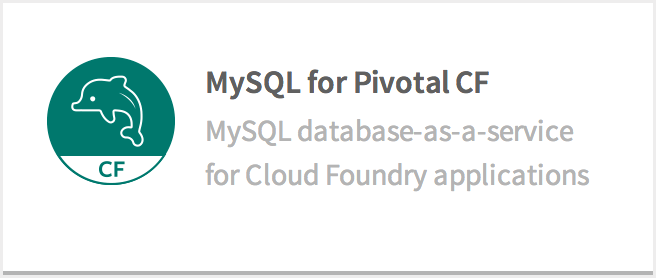 MySQL for Pivotal CF
MySQL database-as-a-service
for Cloud Foundry applications
CF